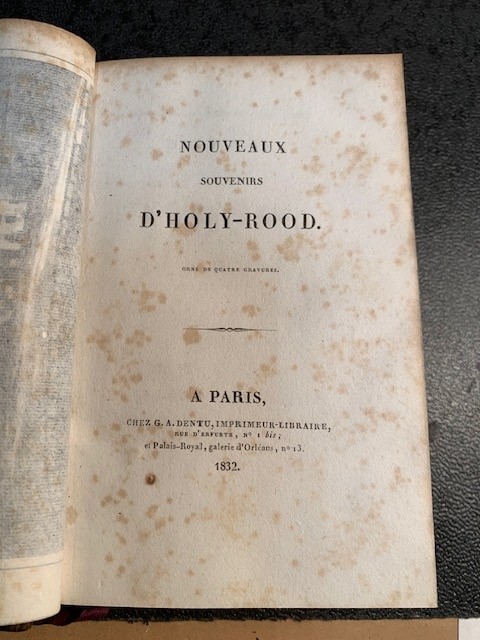 NOUVEAUX
SOUVENIRS
D'HOLY-ROOD.
ORNÉ DE QUATRE GRAVURES.
A PARIS,
CHEZ G. A. DENTU, IMPRIMEUR-LIBRAIRE,
RUE D'ERFURTH, Nº 1 bis;
et Palais-Royal, galerie d'Orléans, nº 13.
1832.